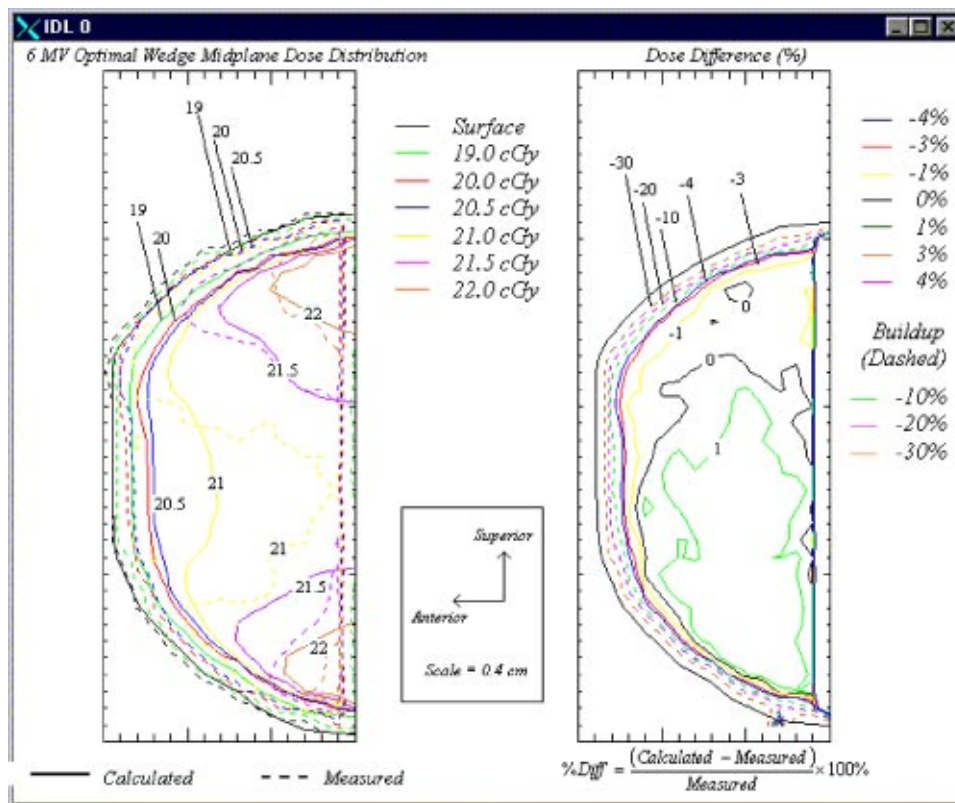 IDL 0
6 MV Optimal Wedge Midplane Dose Distribution
19
20
20.5
19
20
22
21.5
21
20.5
21
21.5
22
Surface
19.0 cGy
20.0 cGy
20.5 cGy
21.0 cGy
21.5 cGy
22.0 cGy
Superior
Anterior
Scale = 0.4 cm
Calculated
Measured
Dose Difference (%)
-30
-20
-10
-4
-3
0
-1
0
1
-4%
-3%
-1%
0%
1%
3%
4%
Buildup
(Dashed)
-10%
-20%
-30%
%Diff = (Calculated - Measured) / Measured ×100%